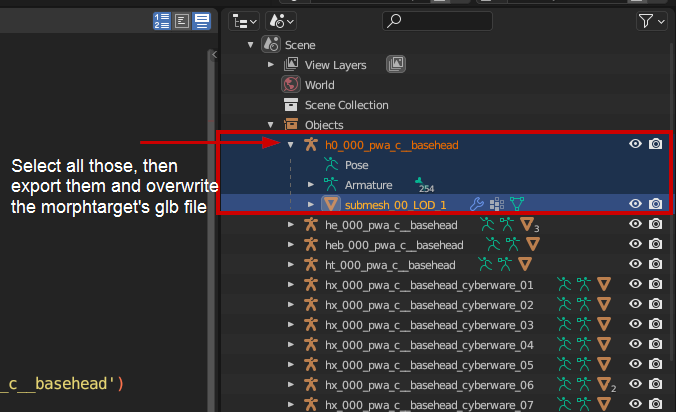 Scene
View Layers
World
Scene Collection
Objects
h0_000_pwa_c__basehead
Pose
Armature
254
submesh_00_LOD_1
Select all those, then
export them and overwrite
the morphtarget's glb file
he_000_pwa_c__basehead
3
heb_000_pwa_c__basehead
ht_000_pwa_c__basehead
hx_000_pwa_c__basehead_cyberware_01
hx_000_pwa_c__basehead_cyberware_02
hx_000_pwa_c__basehead_cyberware_03
hx_000_pwa_c__basehead_cyberware_04
hx_000_pwa_c__basehead_cyberware_05
hx_000_pwa_c__basehead_cyberware_06
2
hx_000_pwa_c__basehead_cyberware_07
_c__basehead')